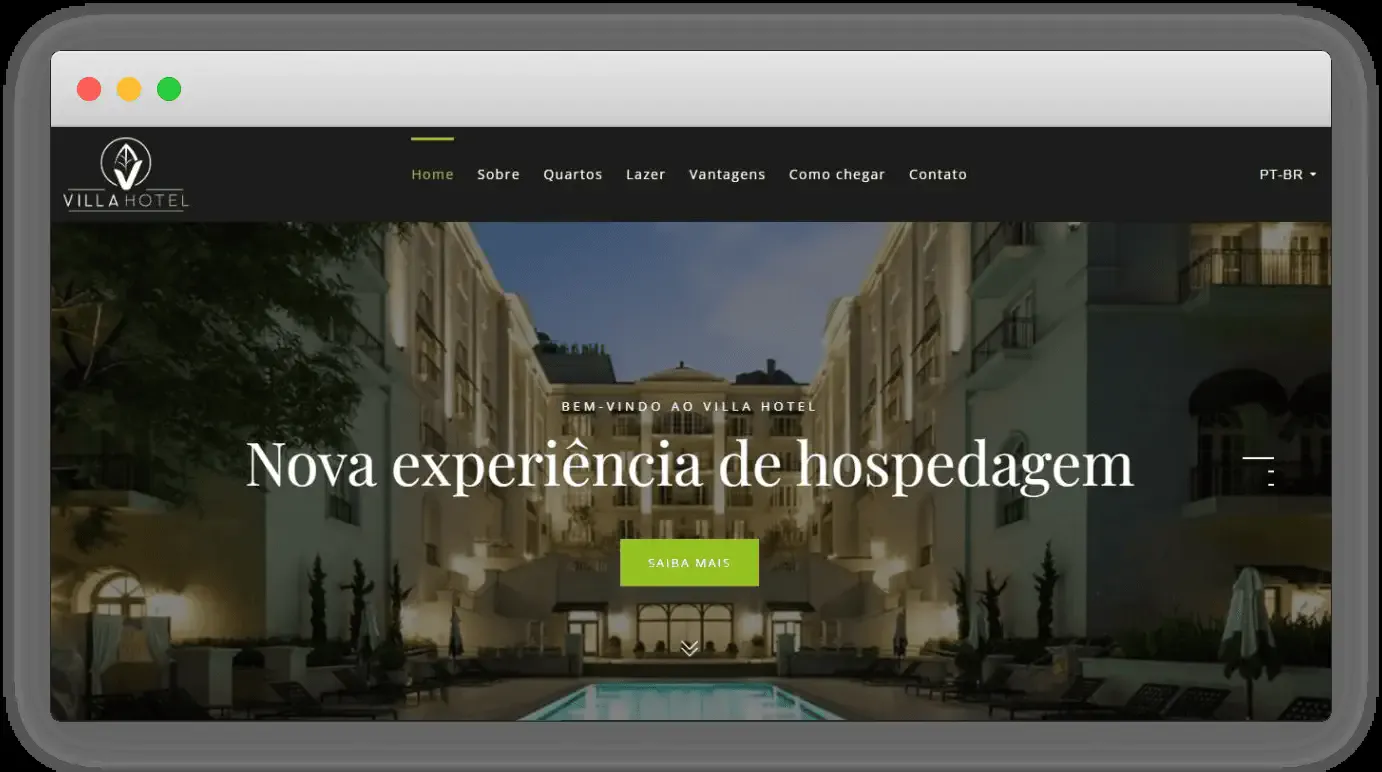 VILLA HOTEL
Home Sobre Quartos Lazer Vantagens Como chegar Contato
PT-BR
BEM-VINDO AO VILLA HOTEL
Nova experiência de hospedagem
SAIBA MAIS